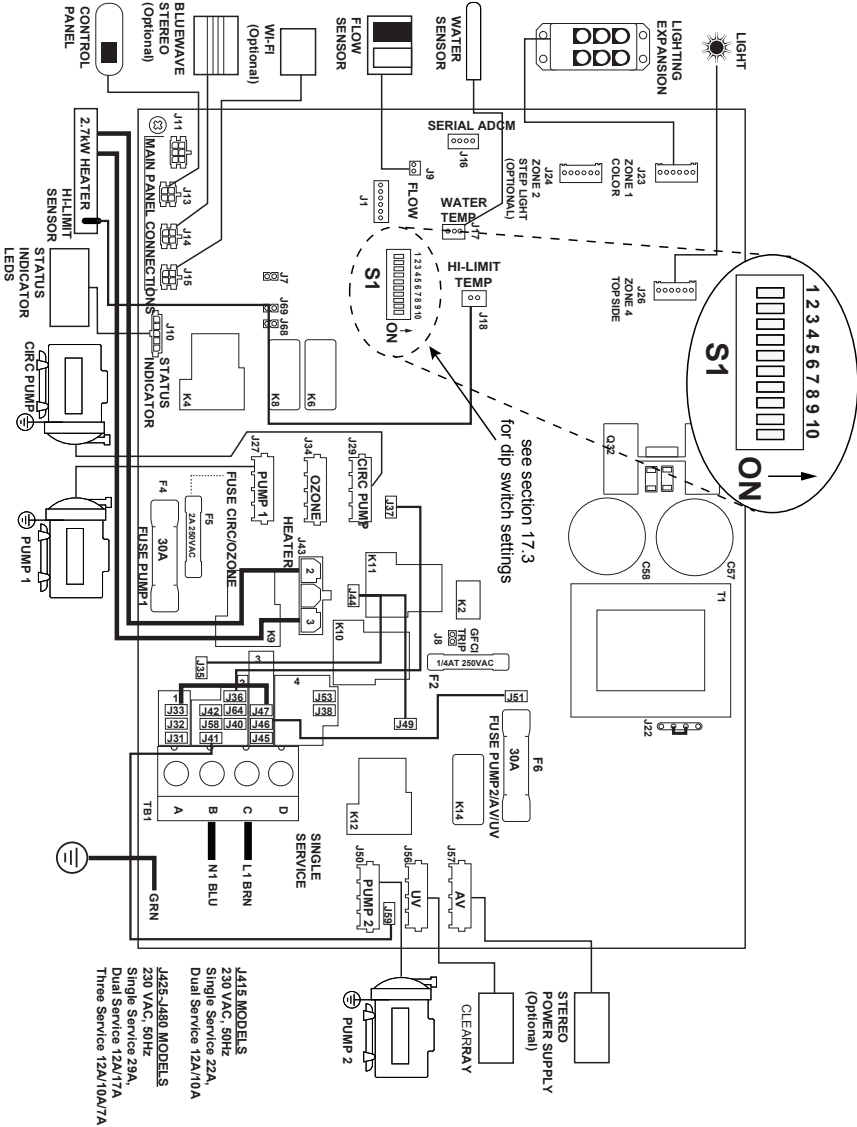 LIGHT
LIGHTING
EXPANSION
WATER
SENSOR
FLOW
SENSOR
WI-FI
(Optional)
BLUEWAVE
STEREO
(Optional)
CONTROL
PANEL
2.7kW HEATER
HI-LIMIT
SENSOR
STATUS
INDICATOR
LEDS
CIRC PUMP
PUMP 1
J11
J13
J14
J15
MAIN PANEL CONNECTIONS
J10
STATUS
INDICATOR
SERIAL ADCM
J16
J9
FLOW
J1
WATER
TEMP
J17
HI-LIMIT
TEMP
J18
J24
ZONE 2
STEP LIGHT
(OPTIONAL)
J23
ZONE 1
COLOR
J26
ZONE 4
TOPSIDE
1 2 3 4 5 6 7 8 9 10
S1
ON
1 2 3 4 5 6 7 8 9 10
S1
ON
see section 17.3
for dip switch settings
J7
J69
J68
K4
K8
K6
J27
PUMP 1
J34
OZONE
J29
CIRC PUMP
J37
F4
30A
FUSE PUMP1
F5
2A 250VAC
FUSE CIRC/OZONE
HEATER
J43
2
3
K9
J44
K11
K10
K2
J35
J8
GFCI
TRIP
1/4AT 250VAC
F2
Q32
C58
C57
T1
J22
J51
F6
30A
FUSE PUMP2/AV/UV
1
2
3
4
J33
J32
J31
J42
J58
J41
J36
J64
J40
J47
J46
J45
J53
J38
J49
K12
K14
TB1
A
B
C
D
SINGLE
SERVICE
L1 BRN
N1 BLU
GRN
J50
PUMP 2
J59
J56
UV
J57
AV
STEREO
POWER SUPPLY
(Optional)
CLEARRAY
PUMP 2
J415 MODELS
230 VAC, 50Hz
Single Service 22A,
Dual Service 12A/10A
J425-J480 MODELS
230 VAC, 50Hz
Single Service 29A,
Dual Service 12A/17A
Three Service 12A/10A/7A